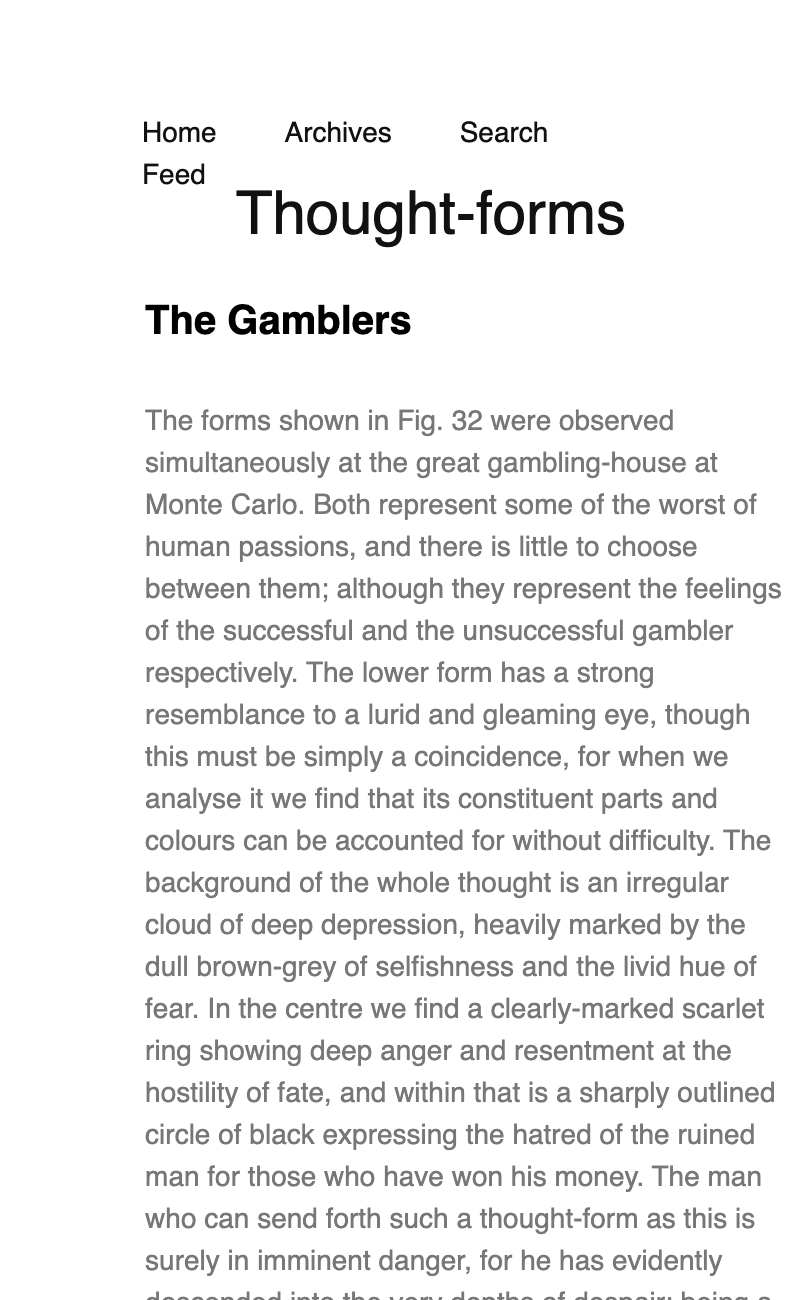 Home Archives Search
Feed
Thought-forms
The Gamblers
The forms shown in Fig. 32 were observed
simultaneously at the great gambling-house at
Monte Carlo. Both represent some of the worst of
human passions, and there is little to choose
between them; although they represent the feelings
of the successful and the unsuccessful gambler
respectively. The lower form has a strong
resemblance to a lurid and gleaming eye, though
this must be simply a coincidence, for when we
analyse it we find that its constituent parts and
colours can be accounted for without difficulty. The
background of the whole thought is an irregular
cloud of deep depression, heavily marked by the
dull brown-grey of selfishness and the livid hue of
fear. In the centre we find a clearly-marked scarlet
ring showing deep anger and resentment at the
hostility of fate, and within that is a sharply outlined
circle of black expressing the hatred of the ruined
man for those who have won his money. The man
who can send forth such a thought-form as this is
surely in imminent danger, for he has evidently
descended into the very depths of despair; being a